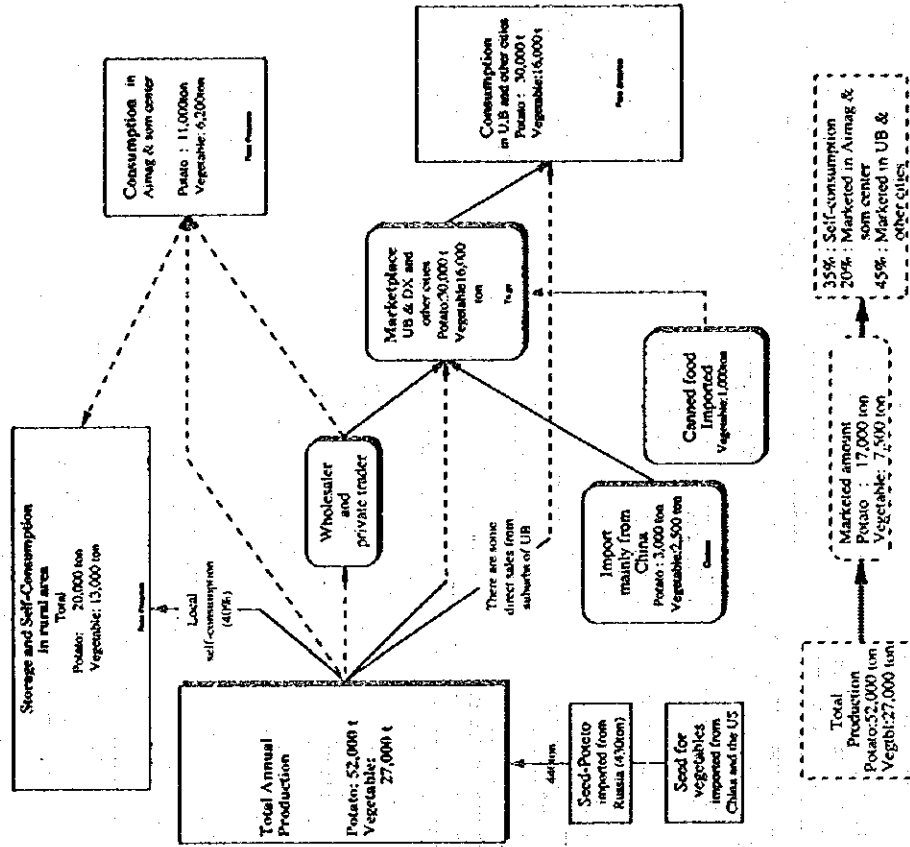 Storage and Self-Consumption
in rural area
Total
Potato: 20,000 ton
Vegetable: 13,000 ton
Consumption in
Aimag & som center
Potato : 11,000ton
Vegetable: 6,200ton
Local
self-consumption
(40%)
Total Annual
Production
Potato; 52,000 t
Vegetable:
27,000 t
Wholesaler
and
private trader
Marketplace
UB & DX and
other cities
Potato:30,000 t
Vegetable16,000
ton
Consumption
in U.B and other cities
Potato : 30,000 t
Vegetable:16,000 t
There are some
direct sales from
suburbs of UB
Seed-Poteto
imported from
Russia (430ton)
Seed for
vegetables
imported from
China and the US
Import
mainly from
China
Potato : 3,000 ton
Vegetable:2,500 ton
Canned food
Imported
Vegetable:1,000ton
Total
Production
Potato:52,000 ton
Vegtbl:27,000 ton
Marketed amount
Potato : 17,000 ton
Vegetable: 7,500 ton
35% : Self-consumption
20% : Marketed in Aimag &
som center
45% : Marketed in UB &
other cities